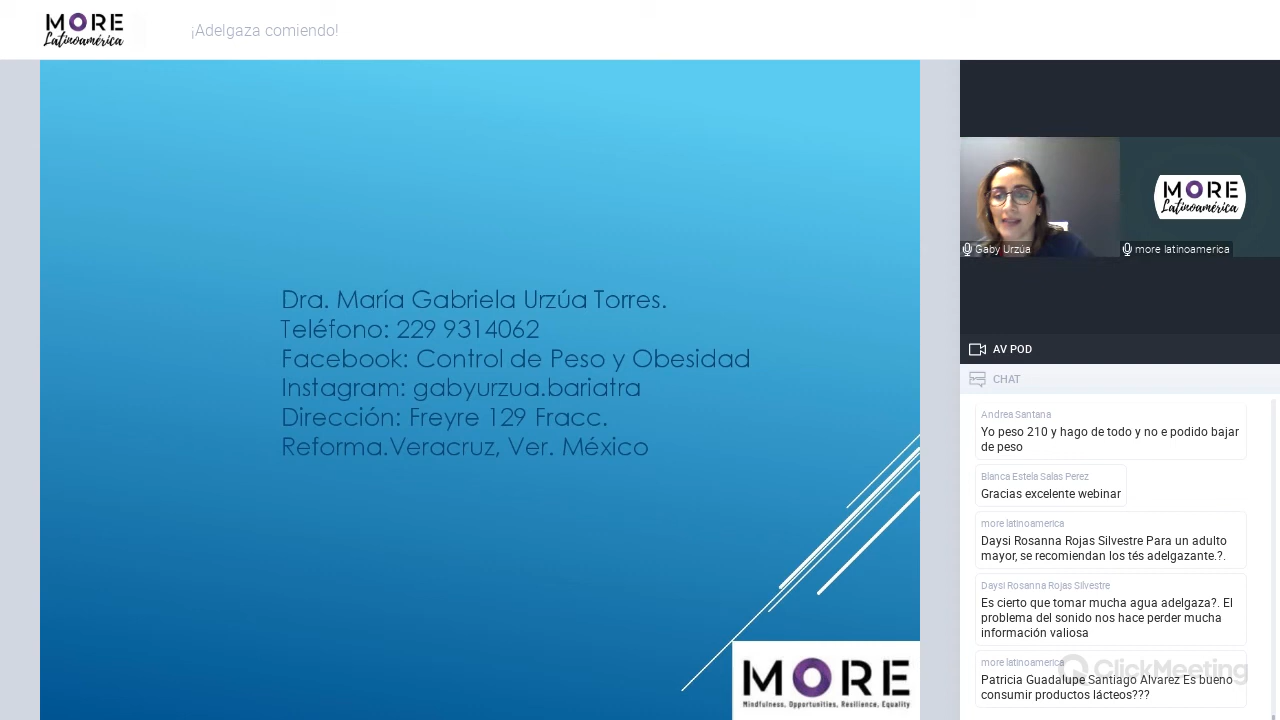 MORE
Latinoamérica
¡Adelgaza comiendo!
Dra. María Gabriela Urzúa Torres.
Teléfono: 229 9314062
Facebook: Control de Peso y Obesidad
Instagram: gabyurzua.bariatra
Dirección: Freyre 129 Fracc.
Reforma.Veracruz, Ver. México
MORE
Mindfulness, Opportunities, Resilience, Equality
MORE
Latinoamérica
Gaby Urzúa
more latinoamerica
AV POD
CHAT
Andrea Santana
Yo peso 210 y hago de todo y no e podido bajar
de peso
Blanca Estela Salas Perez
Gracias excelente webinar
more latinoamerica
Daysi Rosanna Rojas Silvestre Para un adulto
mayor, se recomiendan los tés adelgazante.?.
Daysi Rosanna Rojas Silvestre
Es cierto que tomar mucha agua adelgaza?. El
problema del sonido nos hace perder mucha
información valiosa
more latinoamerica
ClickMeeting
Patricia Guadalupe Santiago Alvarez Es bueno
consumir productos lácteos???